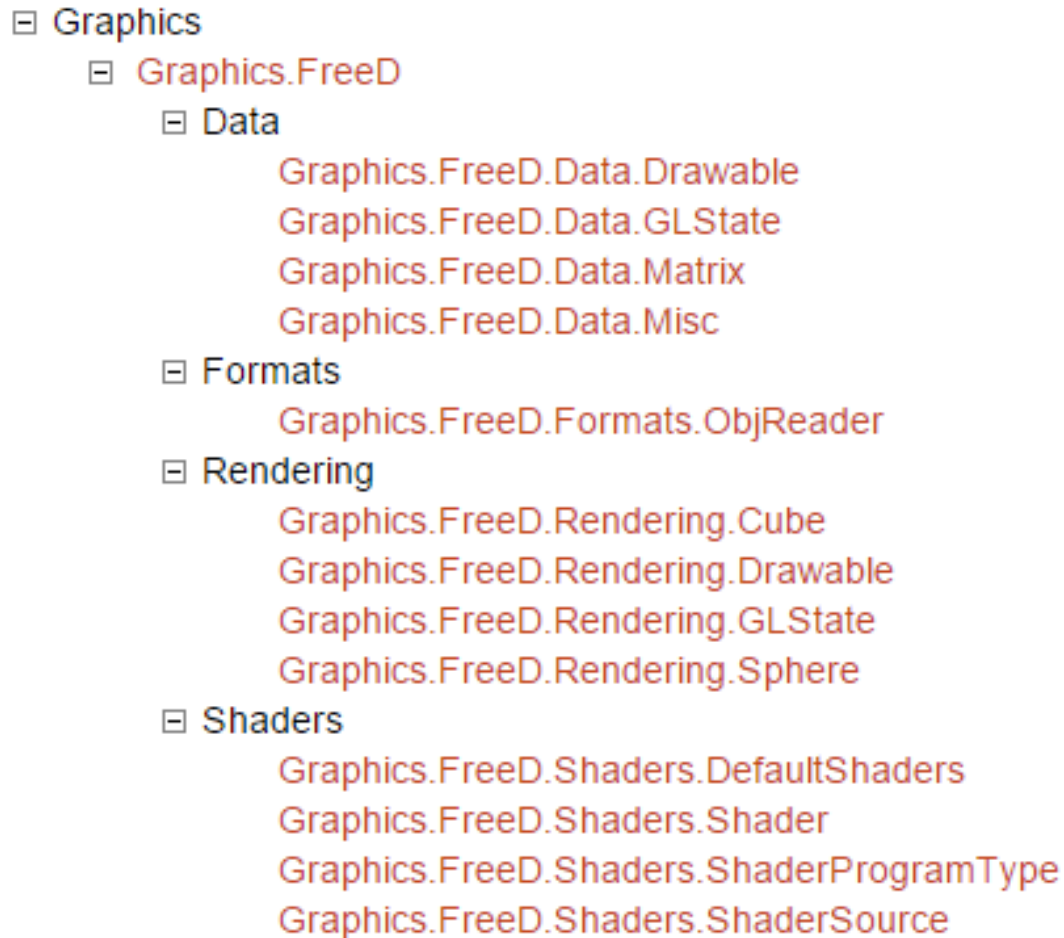 Graphics
Graphics.FreeD
Data
Graphics.FreeD.Data.Drawable
Graphics.FreeD.Data.GLState
Graphics.FreeD.Data.Matrix
Graphics.FreeD.Data.Misc
Formats
Graphics.FreeD.Formats.ObjReader
Rendering
Graphics.FreeD.Rendering.Cube
Graphics.FreeD.Rendering.Drawable
Graphics.FreeD.Rendering.GLState
Graphics.FreeD.Rendering.Sphere
Shaders
Graphics.FreeD.Shaders.DefaultShaders
Graphics.FreeD.Shaders.Shader
Graphics.FreeD.Shaders.ShaderProgramType
Graphics.FreeD.Shaders.ShaderSource